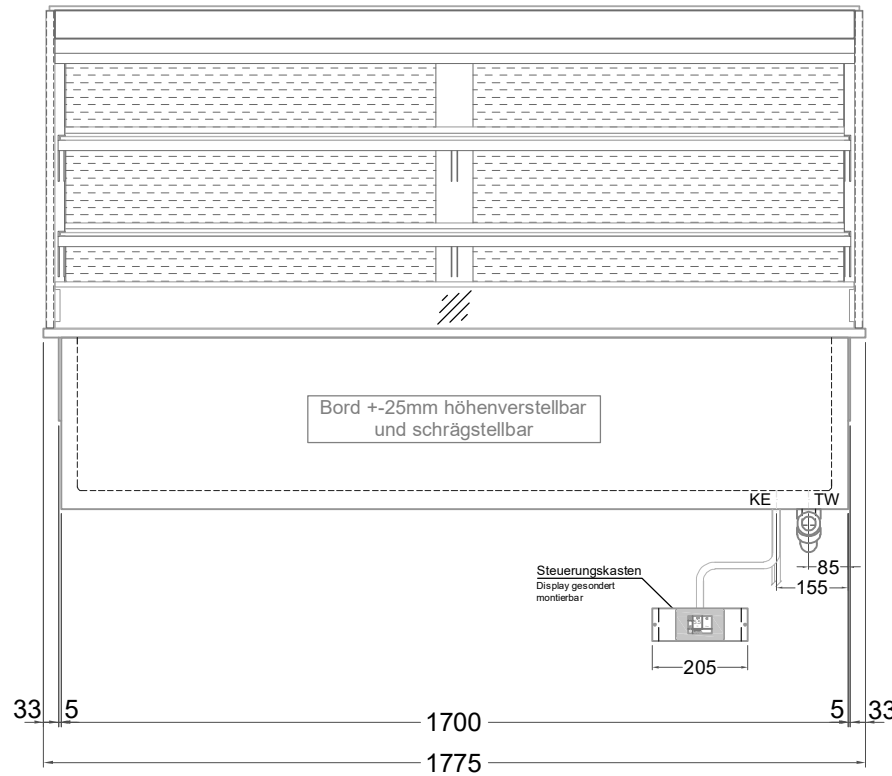 Bord +-25mm höhenverstellbar
und schrägstellbar
KE TW
Steuerungskasten
Display gesondert
montierbar
85
155
205
33 5 1700 5 33
1775